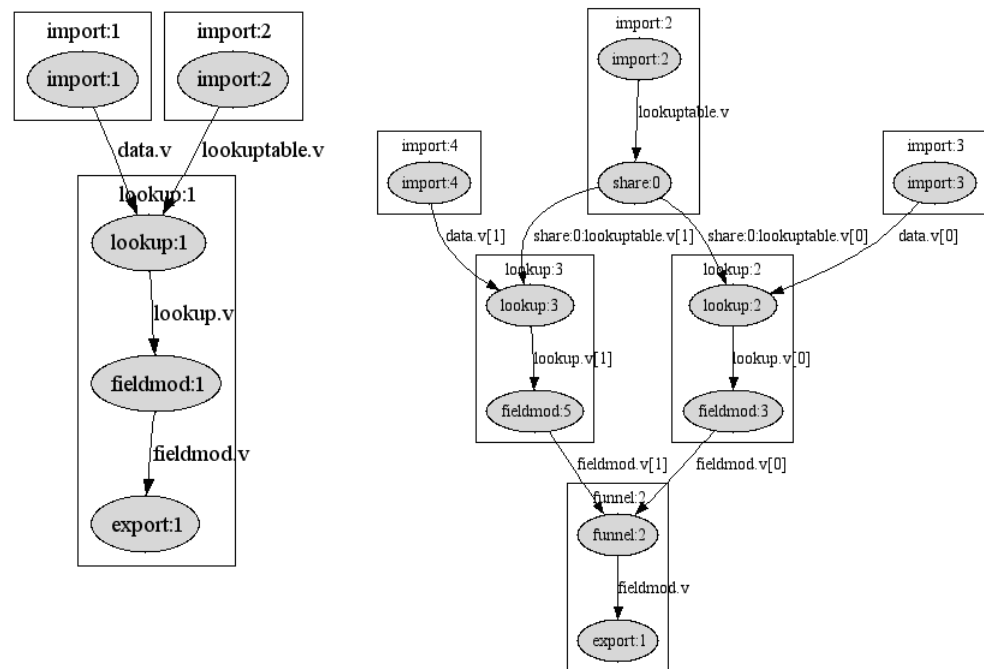 import:1
import:1
import:2
import:2
data.v
lookuptable.v
lookup:1
lookup:1
lookup.v
fieldmod:1
fieldmod.v
export:1
import:2
import:2
lookuptable.v
import:4
import:4
share:0
import:3
import:3
data.v[1]
share:0:lookuptable.v[1]
share:0:lookuptable.v[0]
data.v[0]
lookup:3
lookup:3
lookup:2
lookup:2
lookup.v[1]
lookup.v[0]
fieldmod:5
fieldmod:3
fieldmod.v[1]
fieldmod.v[0]
funnel:2
funnel:2
fieldmod.v
export:1